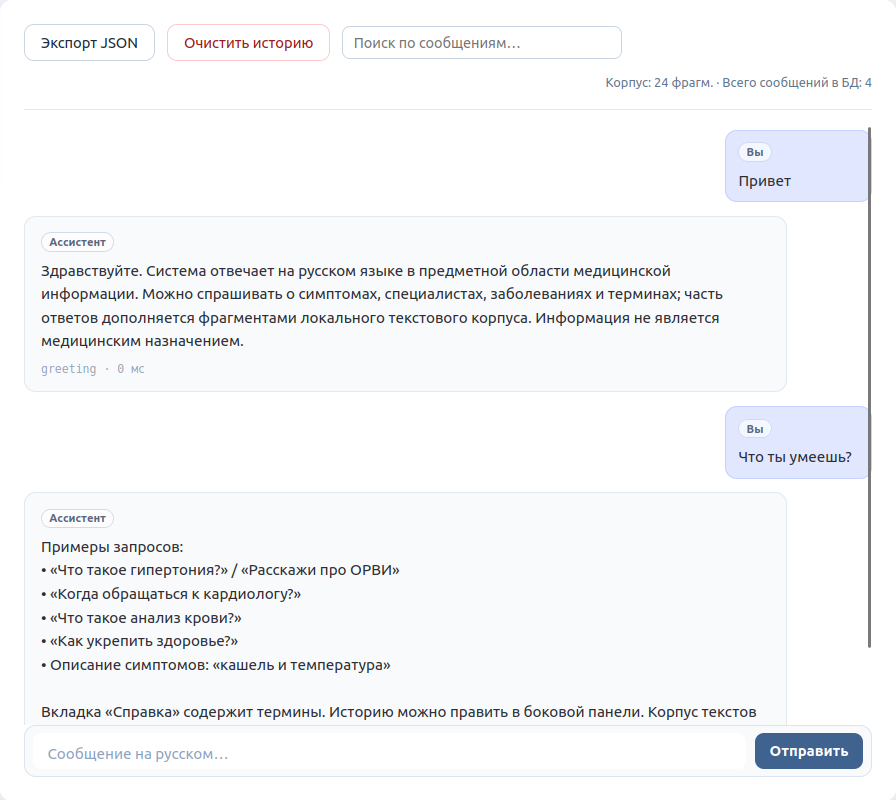 Экспорт JSON
Очистить историю
Поиск по сообщениям…
Корпус: 24 фрагм. · Всего сообщений в БД: 4
Вы
Привет
Ассистент
Здравствуйте. Система отвечает на русском языке в предметной области медицинской
информации. Можно спрашивать о симптомах, специалистах, заболеваниях и терминах; часть
ответов дополняется фрагментами локального текстового корпуса. Информация не является
медицинским назначением.
greeting · 0 мс
Вы
Что ты умеешь?
Ассистент
Примеры запросов:
• «Что такое гипертония?» / «Расскажи про ОРВИ»
• «Когда обращаться к кардиологу?»
• «Что такое анализ крови?»
• «Как укрепить здоровье?»
• Описание симптомов: «кашель и температура»
Вкладка «Справка» содержит термины. Историю можно править в боковой панели. Корпус текстов
Сообщение на русском…
Отправить